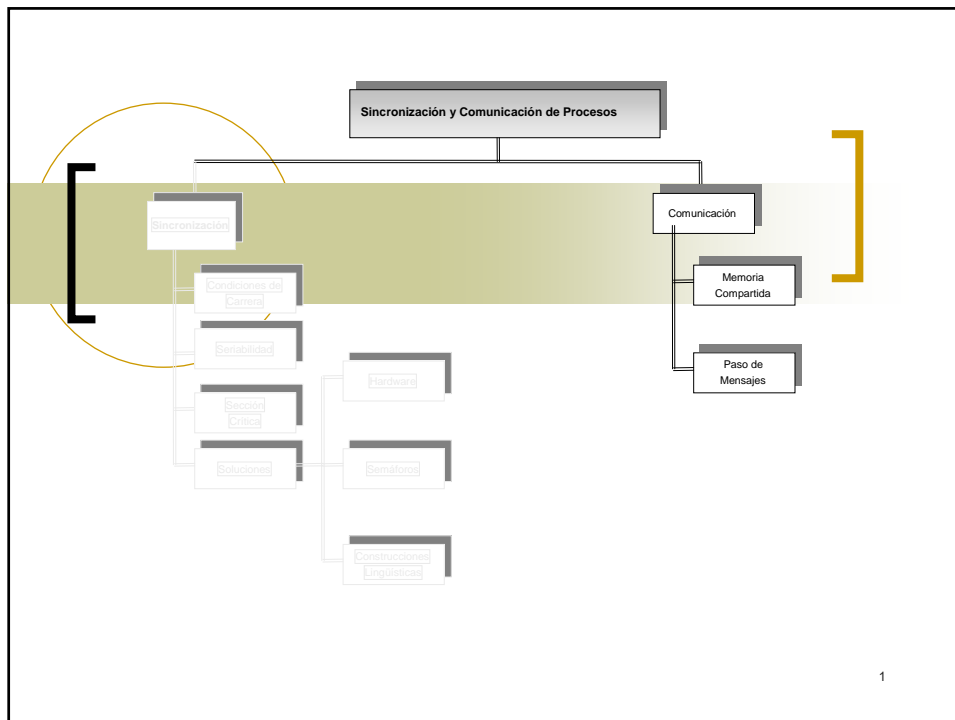 Sincronización y Comunicación de Procesos
Sincronización
Comunicación
Condiciones de
Carrera
Memoria
Compartida
Seriabilidad
Hardware
Paso de
Mensajes
Sección
Crítica
Soluciones
Semáforos
Construcciones
Lingüísticas
1